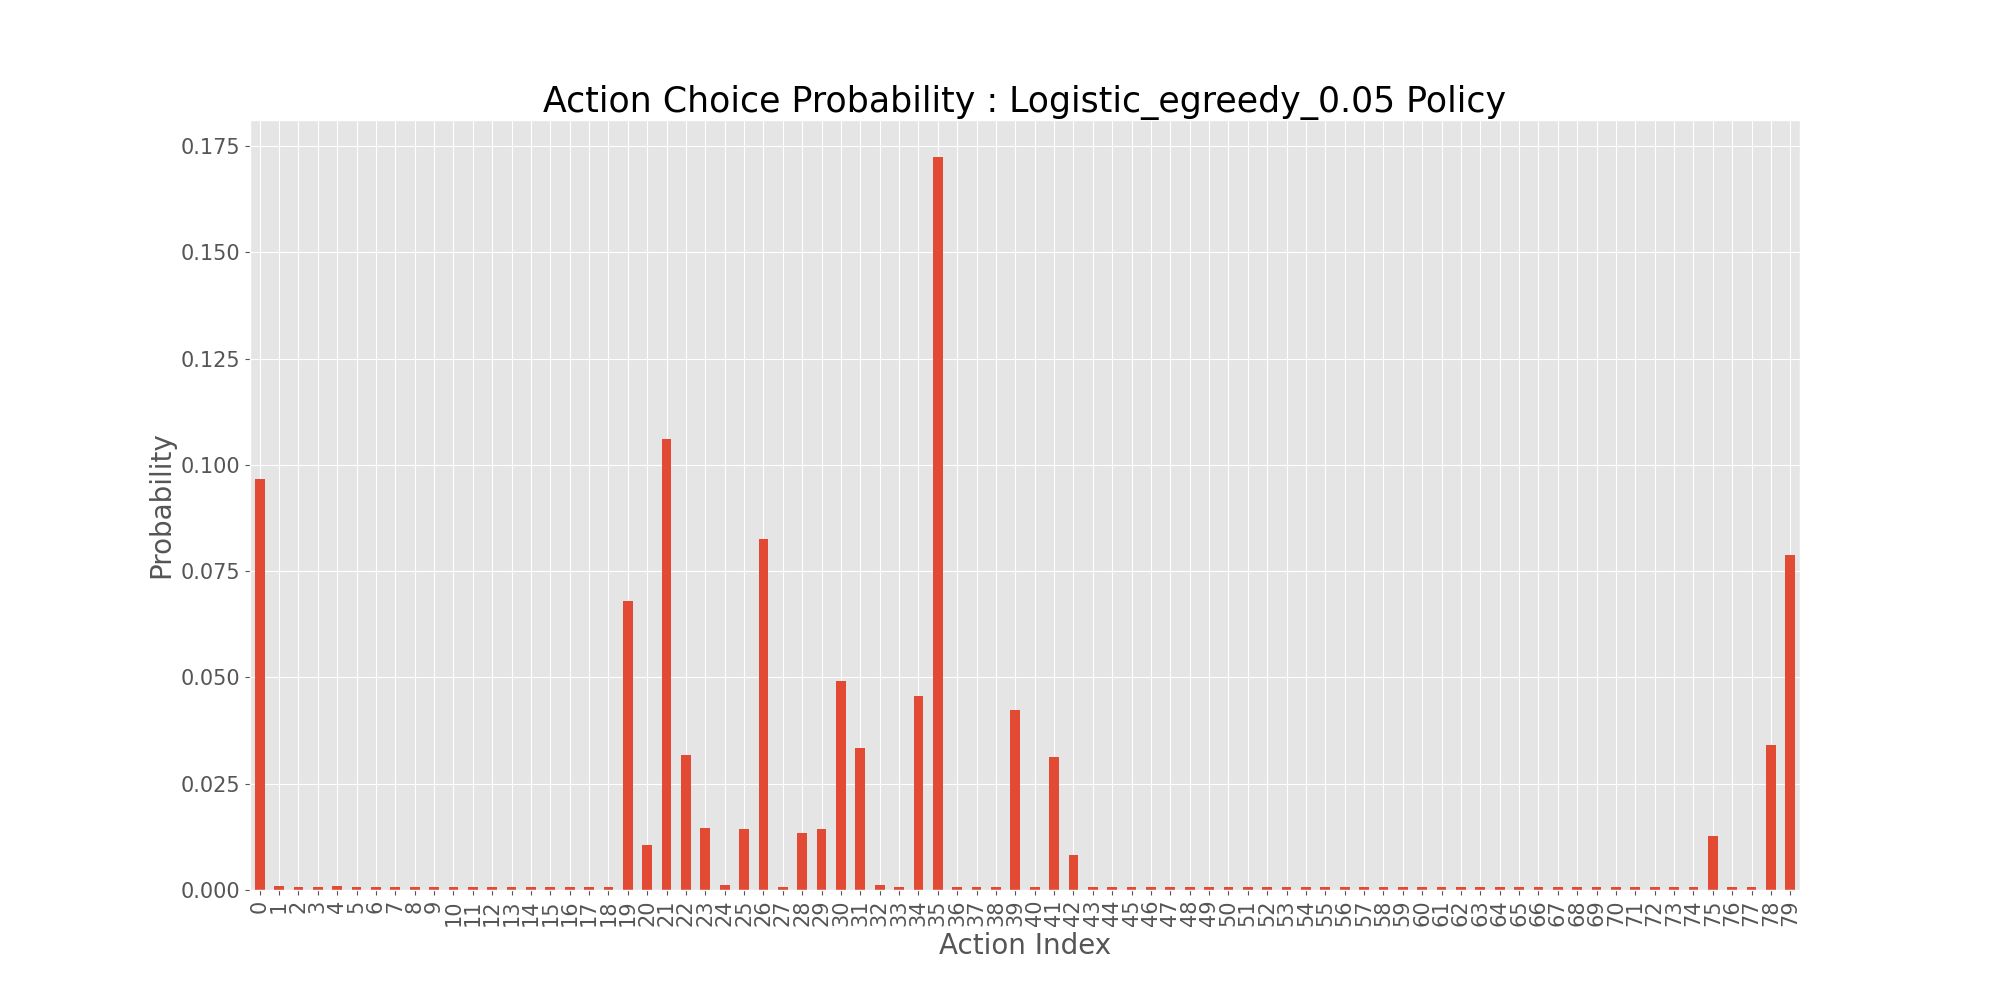 Action Choice Probability : Logistic_egreedy_0.05 Policy
0.175
0.150
0.125
0.100
0.075
0.050
0.025
0.000
Probability
0 1 2 3 4 5 6 7 8 9 10 11 12 13 14 15 16 17 18 19 20 21 22 23 24 25 26 27 28 29 30 31 32 33 34 35 36 37 38 39 40 41 42 43 44 45 46 47 48 49 50 51 52 53 54 55 56 57 58 59 60 61 62 63 64 65 66 67 68 69 70 71 72 73 74 75 76 77 78 79
Action Index